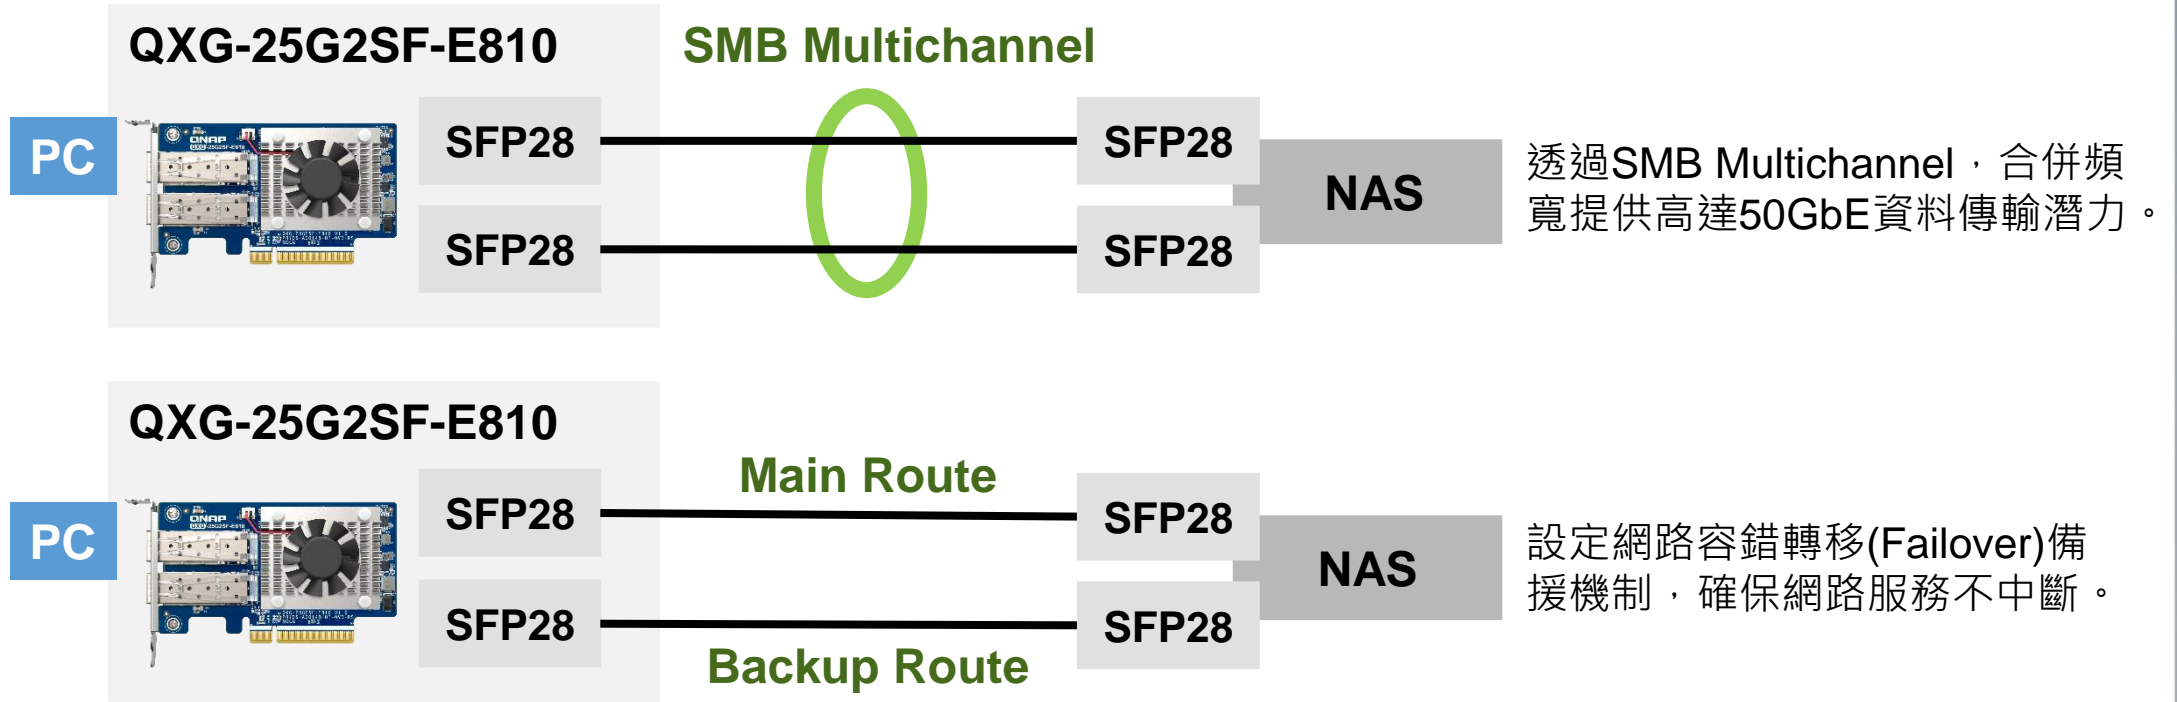 QXG-25G2SF-E810
SMB Multichannel
PC
QNAP
SFP28
SFP28
SFP28
SFP28
NAS
透過SMB Multichannel，合併頻
寬提供高達50GbE資料傳輸潛力。
QXG-25G2SF-E810
Main Route
PC
QNAP
SFP28
SFP28
SFP28
SFP28
NAS
Backup Route
設定網路容錯轉移(Failover)備
援機制，確保網路服務不中斷。